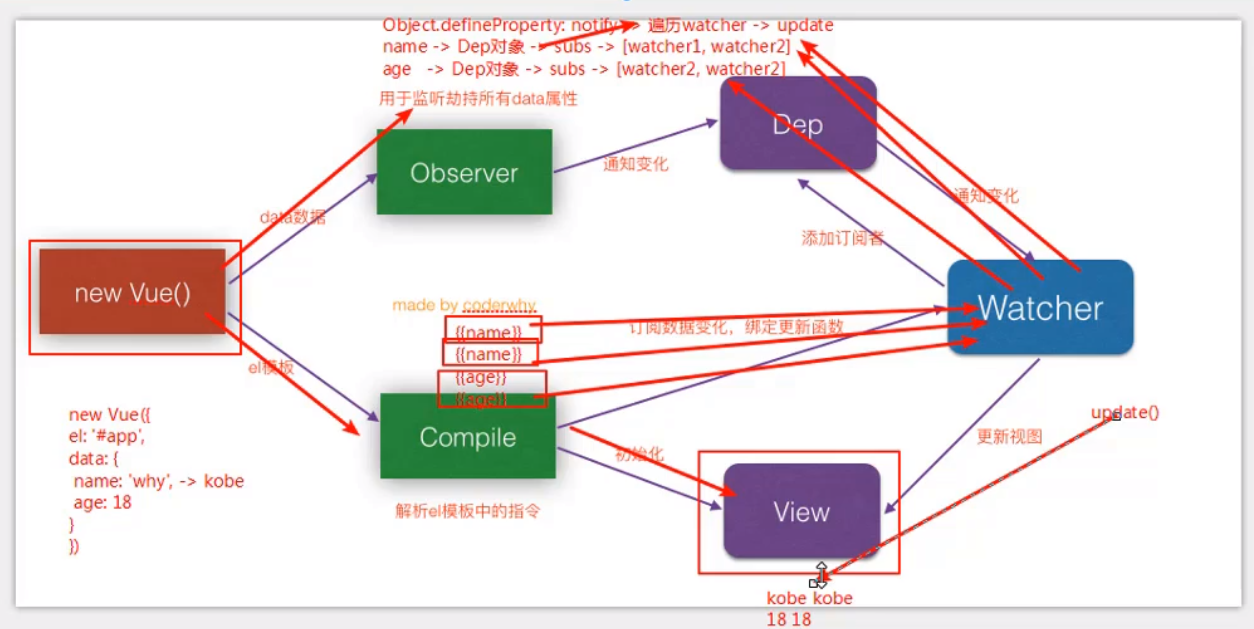 Object.defineProperty: notify -> 遍历watcher -> update
name -> Dep对象 -> subs -> [watcher1, watcher2]
age -> Dep对象 -> subs -> [watcher2, watcher2]
用于监听劫持所有data属性
Observer
Dep
通知变化
通知变化
data数据
添加订阅者
new Vue()
Watcher
made by coderwhy
{{name}}
订阅数据变化，绑定更新函数
{{name}}
el模板
{{age}}
{{age}}
Compile
初始化
更新视图
update()
new Vue({
el: '#app',
data: {
name: 'why', -> kobe
age: 18
}
})
解析el模板中的指令
View
kobe kobe
18 18